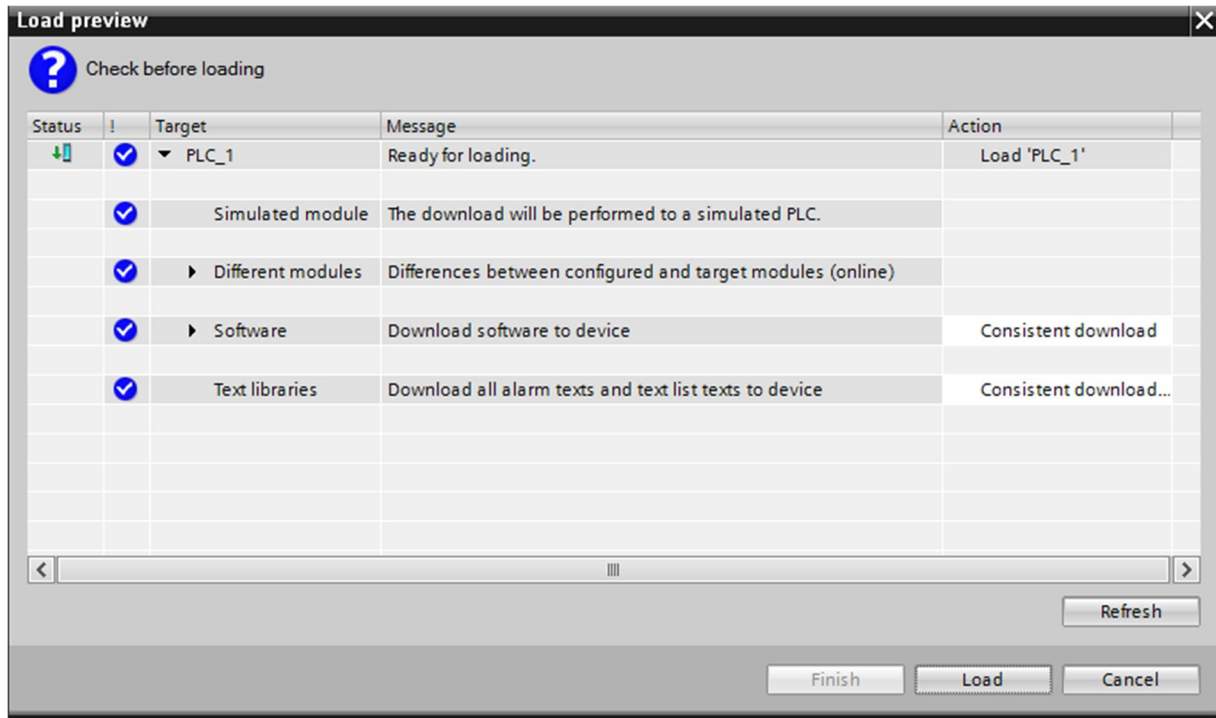 Load preview
Check before loading
Status ! Target Message Action
PLC_1 Ready for loading. Load 'PLC_1'
Simulated module The download will be performed to a simulated PLC.
Different modules Differences between configured and target modules (online)
Software Download software to device Consistent download
Text libraries Download all alarm texts and text list texts to device Consistent download...
Refresh
Finish Load Cancel